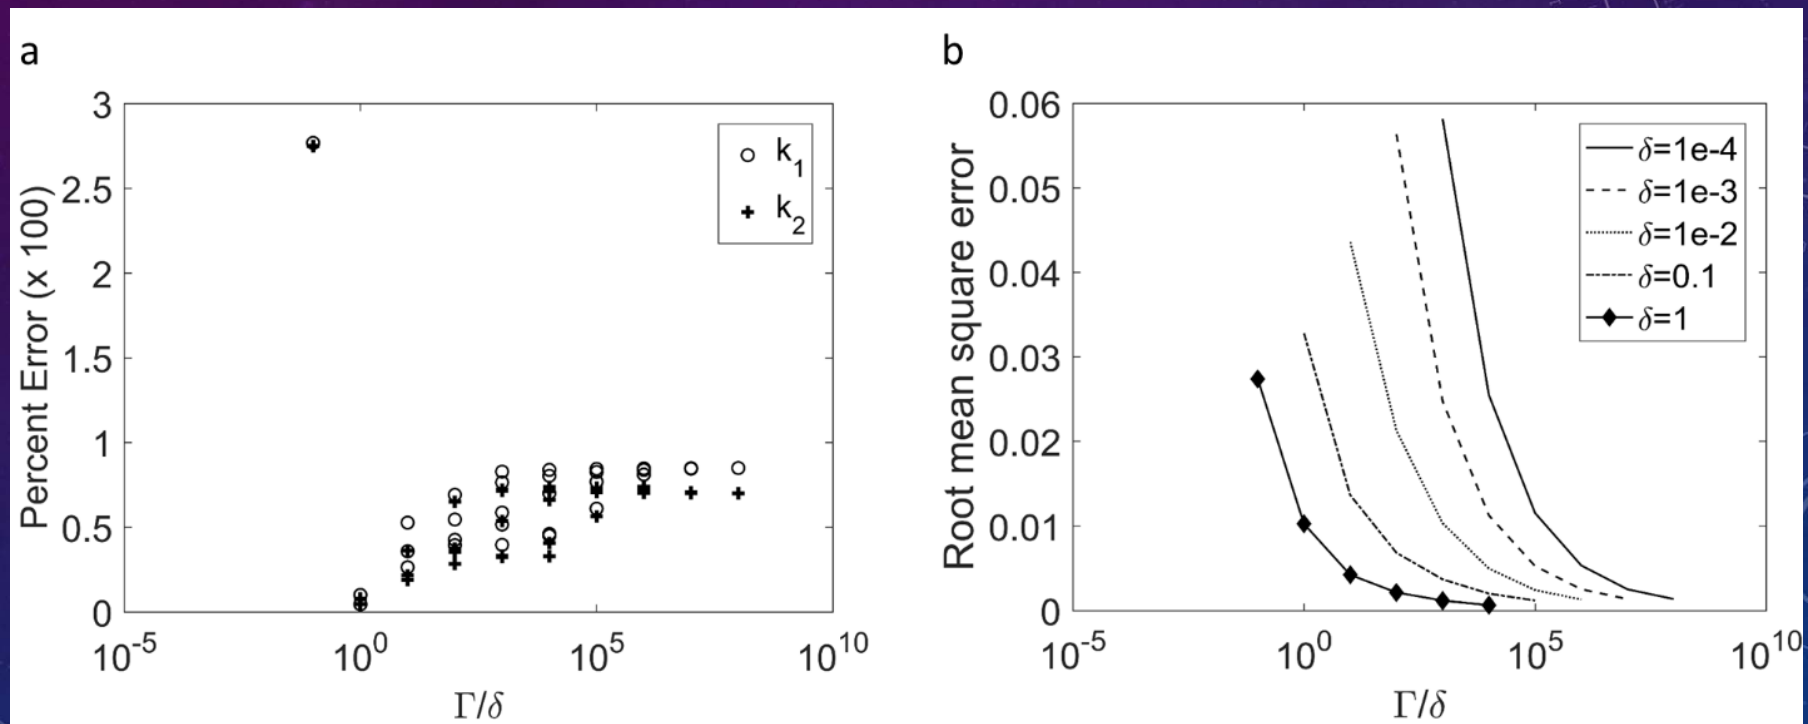 a
Percent Error (x 100)
3
2.5
2
1.5
1
0.5
0
10^-5
10^0
10^5
10^10
Γ/δ
k_1
k_2
b
Root mean square error
0.06
0.05
0.04
0.03
0.02
0.01
0
10^-5
10^0
10^5
10^10
Γ/δ
δ=1e-4
δ=1e-3
δ=1e-2
δ=0.1
δ=1